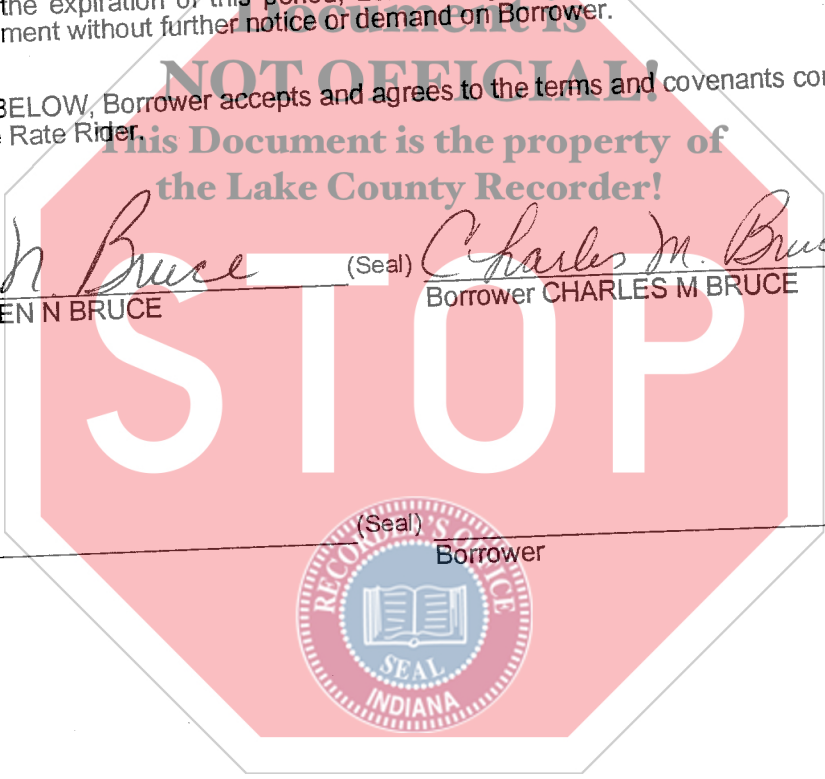 the expiration of this period,
Document is
ment without further notice or demand on Borrower.
NOT OFFICIAL!
BELOW, Borrower accepts and agrees to the terms and covenants
Rate Rider.
This Document is the property of
the Lake County Recorder!
N. Bruce (Seal) Charles M. Bruc
EN N BRUCE Borrower CHARLES M BRUCE
STOP
(Seal)
Borrower
RECORDER'S OFFICE
SEAL
INDIANA